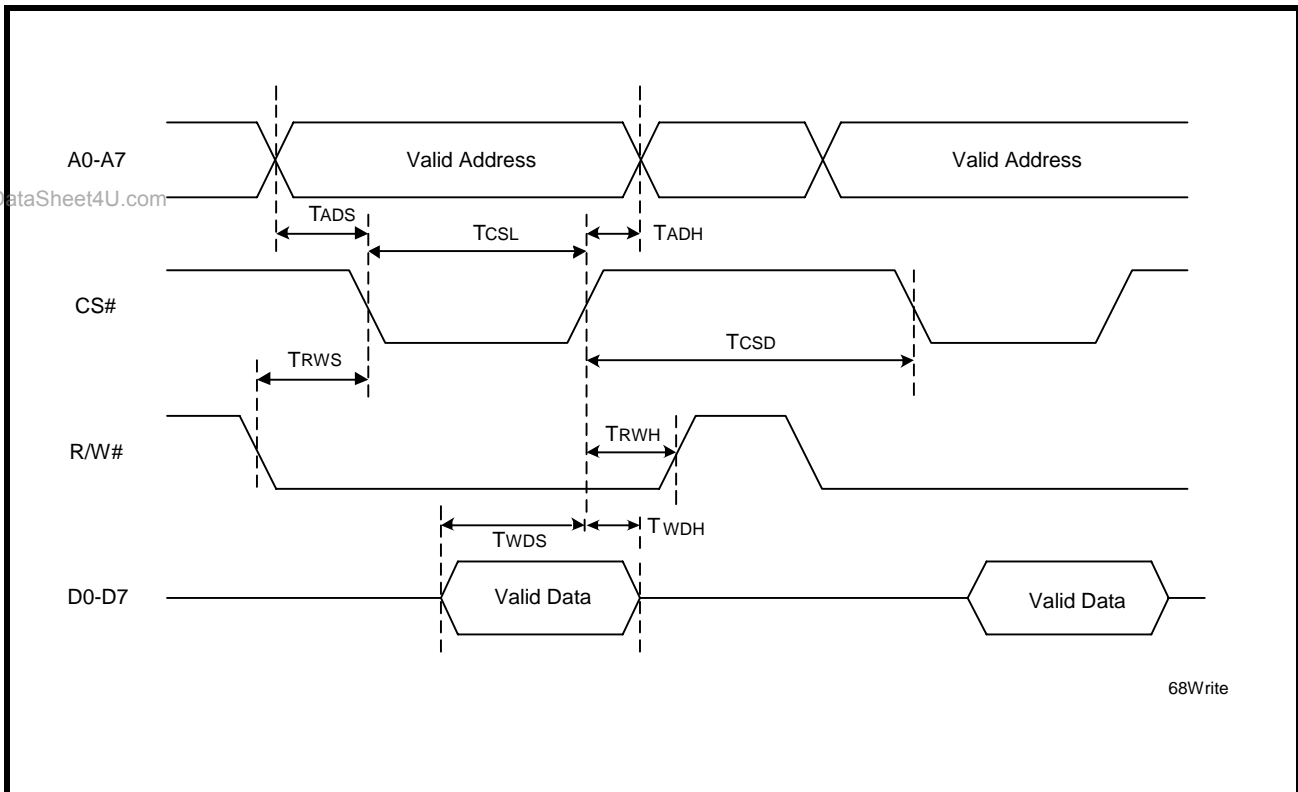 A0-A7
Valid Address
Valid Address
DataSheet4U.com
TADS
TCSL
TADH
CS#
TCSD
TRWS
R/W#
TRWH
TWDS
TWDH
D0-D7
Valid Data
Valid Data
68Write